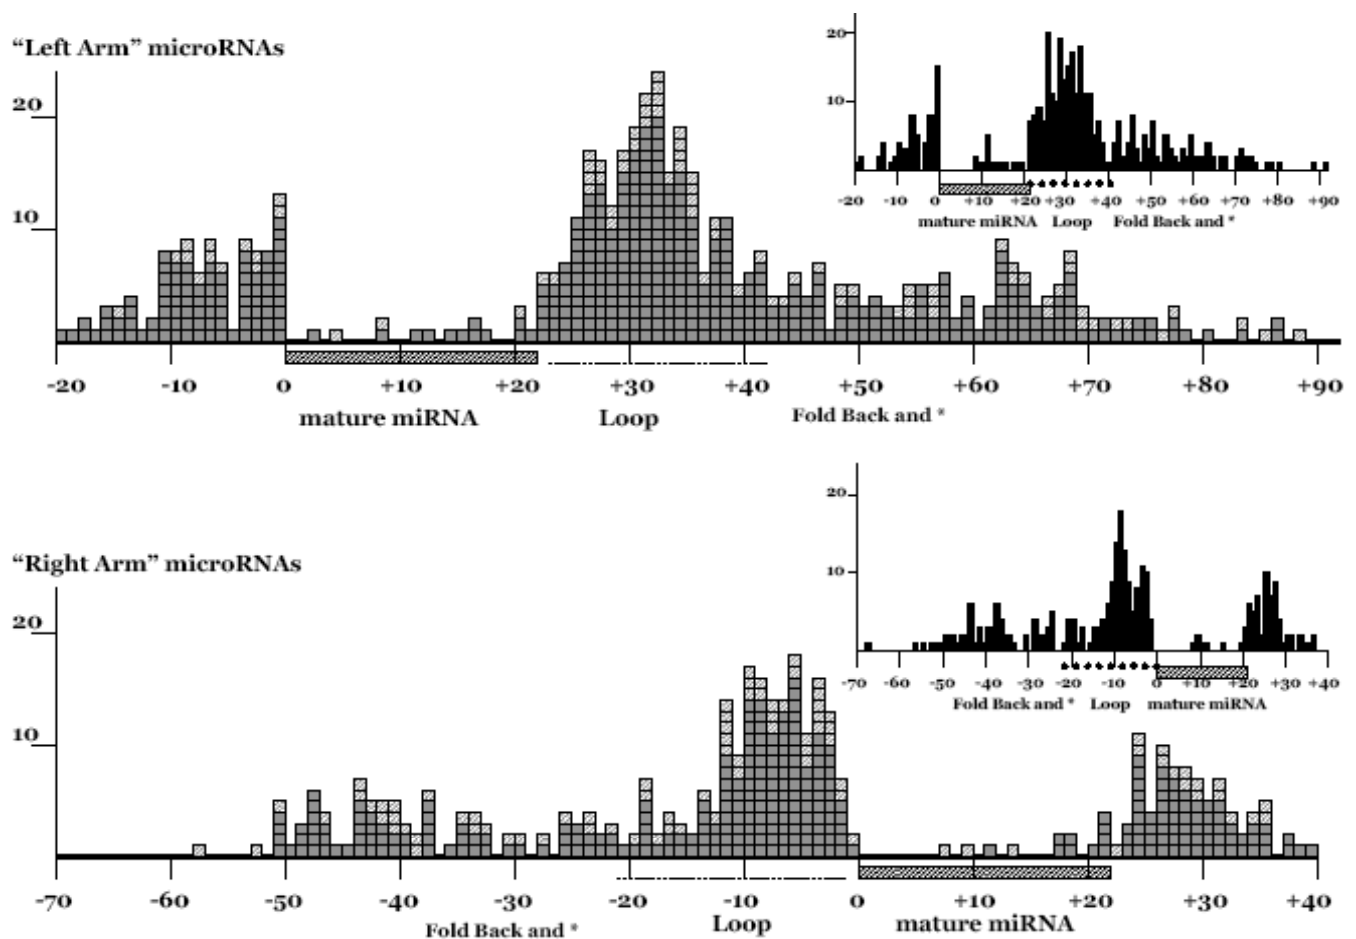 “Left Arm” microRNAs
20
10
-20 -10 0 +10 +20 +30 +40 +50 +60 +70 +80 +90
mature miRNA Loop Fold Back and *
20
10
-20 -10 0 +10 +20 +30 +40 +50 +60 +70 +80 +90
mature miRNA Loop Fold Back and *
“Right Arm” microRNAs
20
10
-70 -60 -50 -40 -30 -20 -10 0 +10 +20 +30 +40
Fold Back and * Loop mature miRNA
20
10
-70 -60 -50 -40 -30 -20 -10 0 +10 +20 +30 +40
Fold Back and * Loop mature miRNA